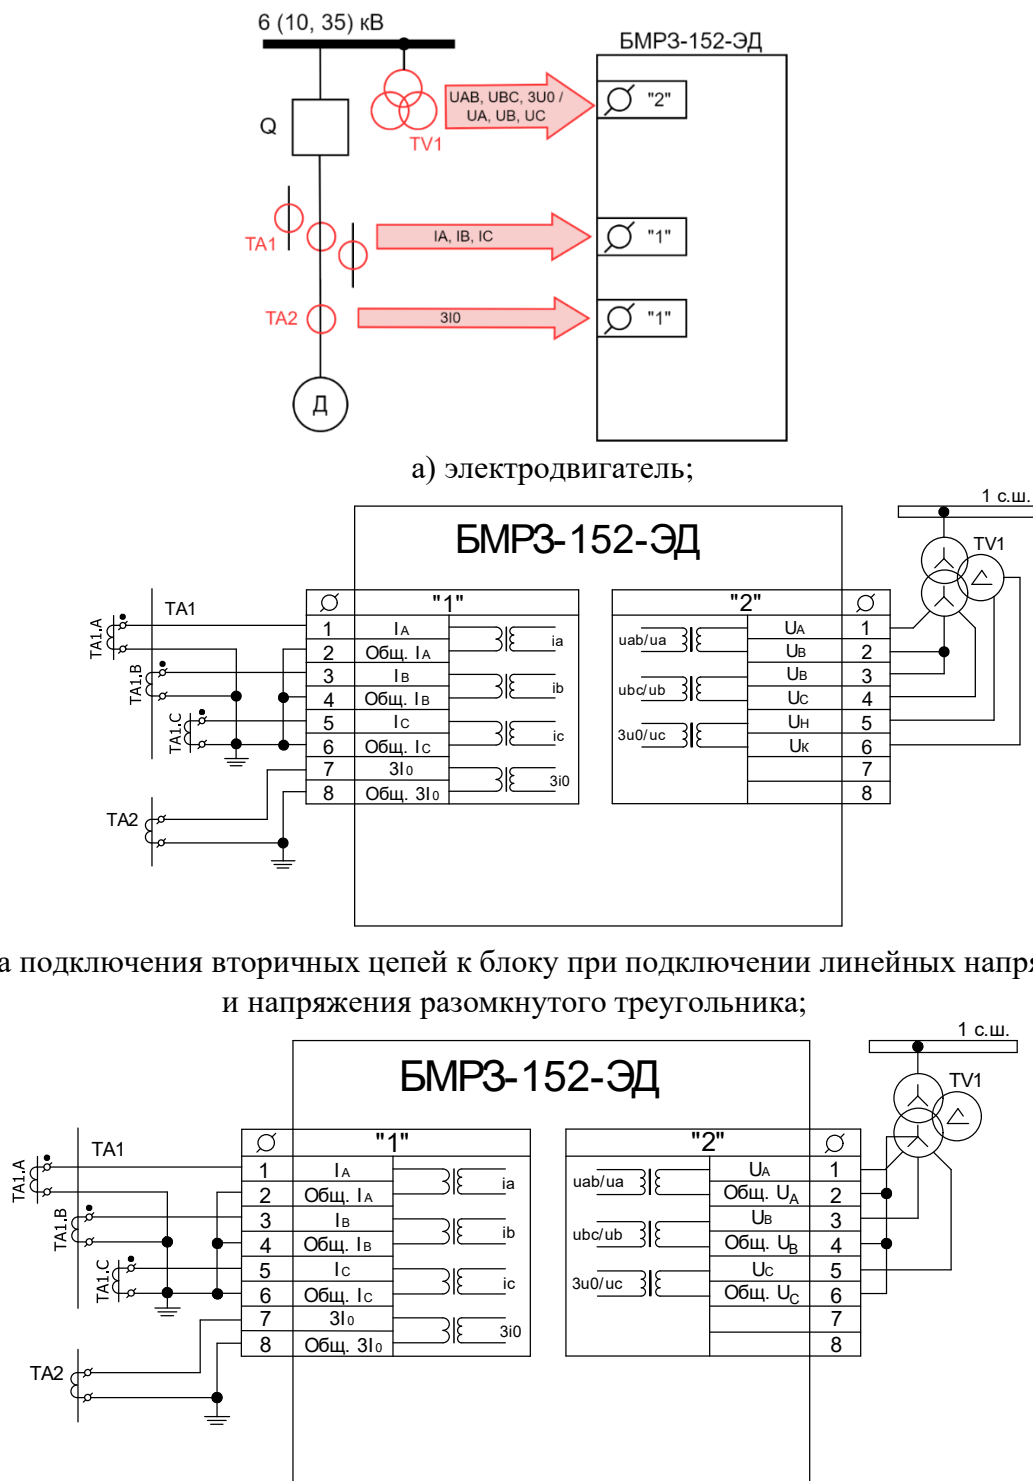 6 (10, 35) кВ
БМРЗ-152-ЭД
UAB, UBC, 3U0 /
UA, UB, UC
"2"
Q
TV1
TA1
IA, IB, IC
"1"
TA2
3I0
"1"
Д
а) электродвигатель;
1 с.ш.
БМРЗ-152-ЭД
TV1
TA1
"1"
"2"
TA1.A
1 IA
ia
uab/ua
UA 1
2 Общ. IA
UB 2
TA1.B
3 IB
ib
ubc/ub
UB 3
4 Общ. IB
UC 4
TA1.C
5 IC
ic
3u0/uc
UH 5
6 Общ. IC
UK 6
7 3I0
3i0
7
TA2
8 Общ. 3I0
8
а подключения вторичных цепей к блоку при подключении линейных напря
и напряжения разомкнутого треугольника;
1 с.ш.
БМРЗ-152-ЭД
TV1
TA1
"1"
"2"
TA1.A
1 IA
ia
uab/ua
UA 1
2 Общ. IA
Общ. UA 2
TA1.B
3 IB
ib
ubc/ub
UB 3
4 Общ. IB
Общ. UB 4
TA1.C
5 IC
ic
3u0/uc
UC 5
6 Общ. IC
Общ. UC 6
7 3I0
3i0
7
8 Общ. 3I0
8
TA2